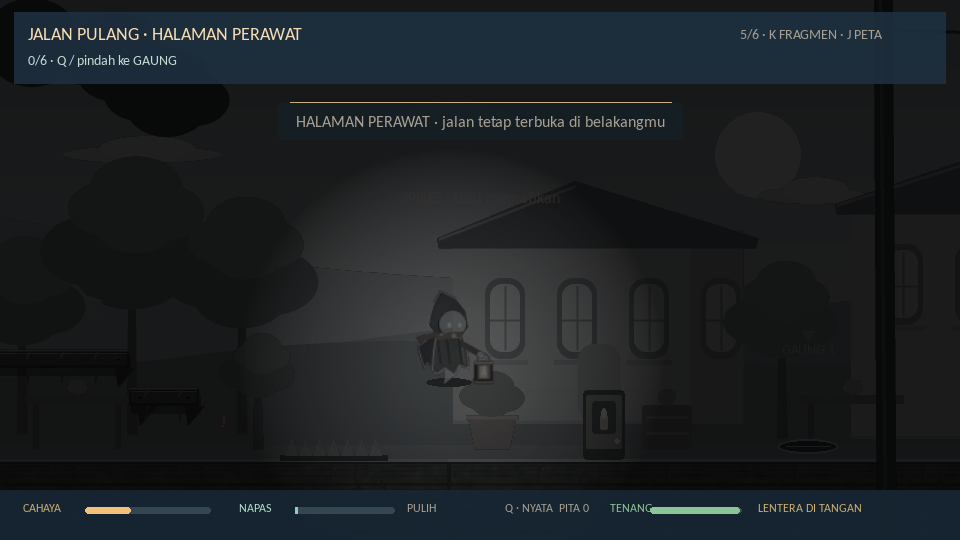 JALAN PULANG · HALAMAN PERAWAT
5/6 · K FRAGMEN · J PETA
0/6 · Q / pindah ke GAUNG
HALAMAN PERAWAT · jalan tetap terbuka di belakangmu
GAUNG
CAHAYA
NAPAS
PULIH
Q · NYATA PITA 0
TENANG
LENTERA DI TANGAN